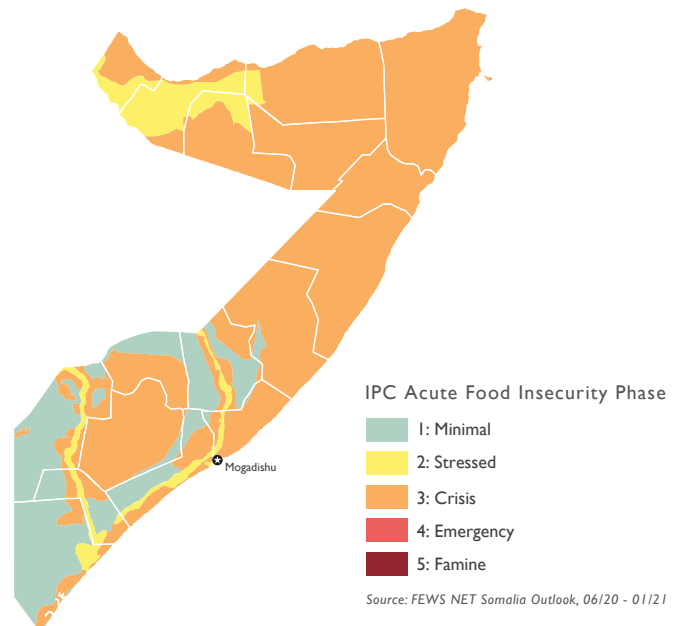 IPC Acute Food Insecurity Phase
1: Minimal
2: Stressed
3: Crisis
4: Emergency
5: Famine
Mogadishu
Source: FEWS NET Somalia Outlook, 06/20 - 01/21